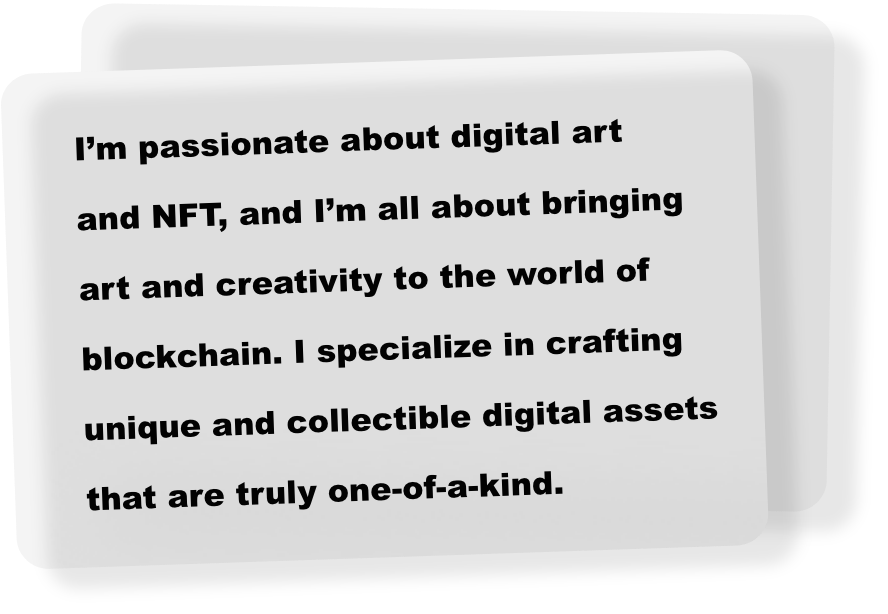 I’m passionate about digital art
and NFT, and I’m all about bringing
art and creativity to the world of
blockchain. I specialize in crafting
unique and collectible digital assets
that are truly one-of-a-kind.